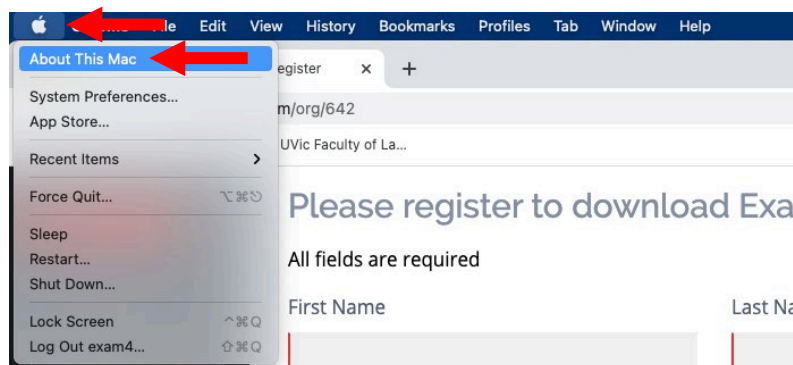 File Edit View History Bookmarks Profiles Tab Window Help
About This Mac
egister × +
System Preferences...
m/org/642
App Store...
UVic Faculty of La...
Recent Items >
Force Quit... ⌥⌘⎋
Please register to download Exa
Sleep
All fields are required
Restart...
Shut Down...
First Name Last Na
Lock Screen ^⌘Q
Log Out exam4... ⇧⌘Q